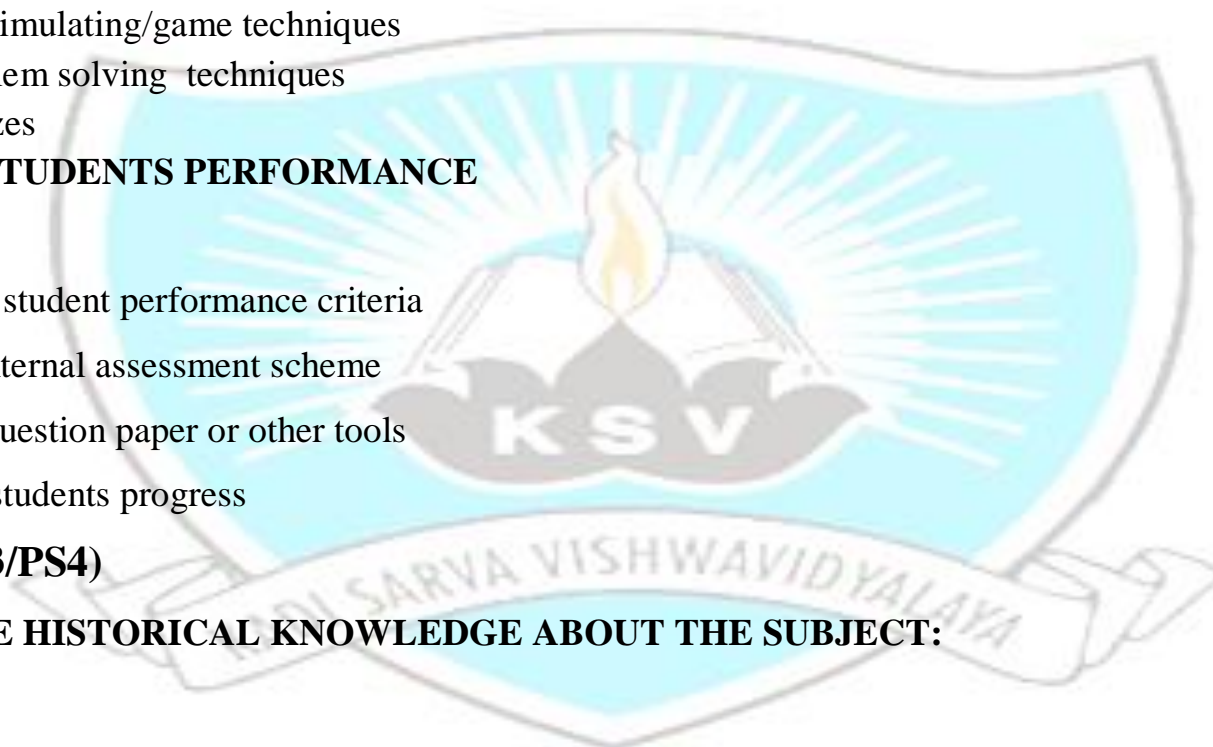 imulating/game techniques
lem solving techniques
zes
TUDENTS PERFORMANCE
student performance criteria
ternal assessment scheme
uestion paper or other tools
students progress
3/PS4)
E HISTORICAL KNOWLEDGE ABOUT THE SUBJECT:
KSV
SARVA VISHWAVIDYALAYA